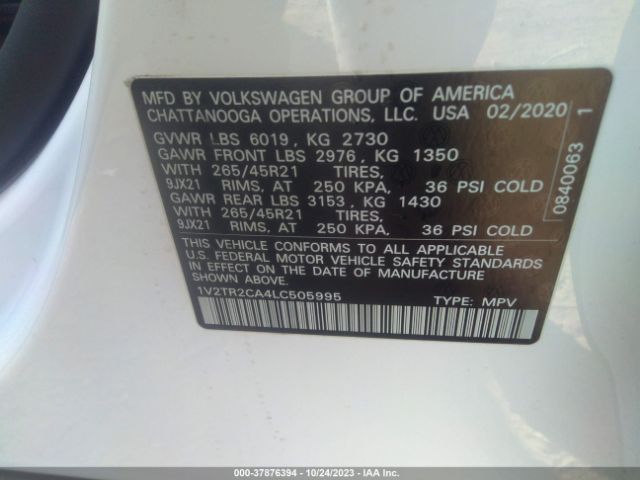 MFD BY VOLKSWAGEN GROUP OF AMERICA
CHATTANOOGA OPERATIONS, LLC. USA 02/2020
GVWR LBS 6019, KG 2730
GAWR FRONT LBS 2976, KG 1350
WITH 265/45R21 TIRES,
9JX21 RIMS, AT 250 KPA, 36 PSI COLD
GAWR REAR LBS 3153, KG 1430
WITH 265/45R21 TIRES,
9JX21 RIMS, AT 250 KPA, 36 PSI COLD
THIS VEHICLE CONFORMS TO ALL APPLICABLE
U.S. FEDERAL MOTOR VEHICLE SAFETY STANDARDS
IN EFFECT ON THE DATE OF MANUFACTURE
SHOWN ABOVE.
1V2TR2CA4LC505995 TYPE: MPV
0840063 1
000-37876394 - 10/24/2023 - IAA Inc.